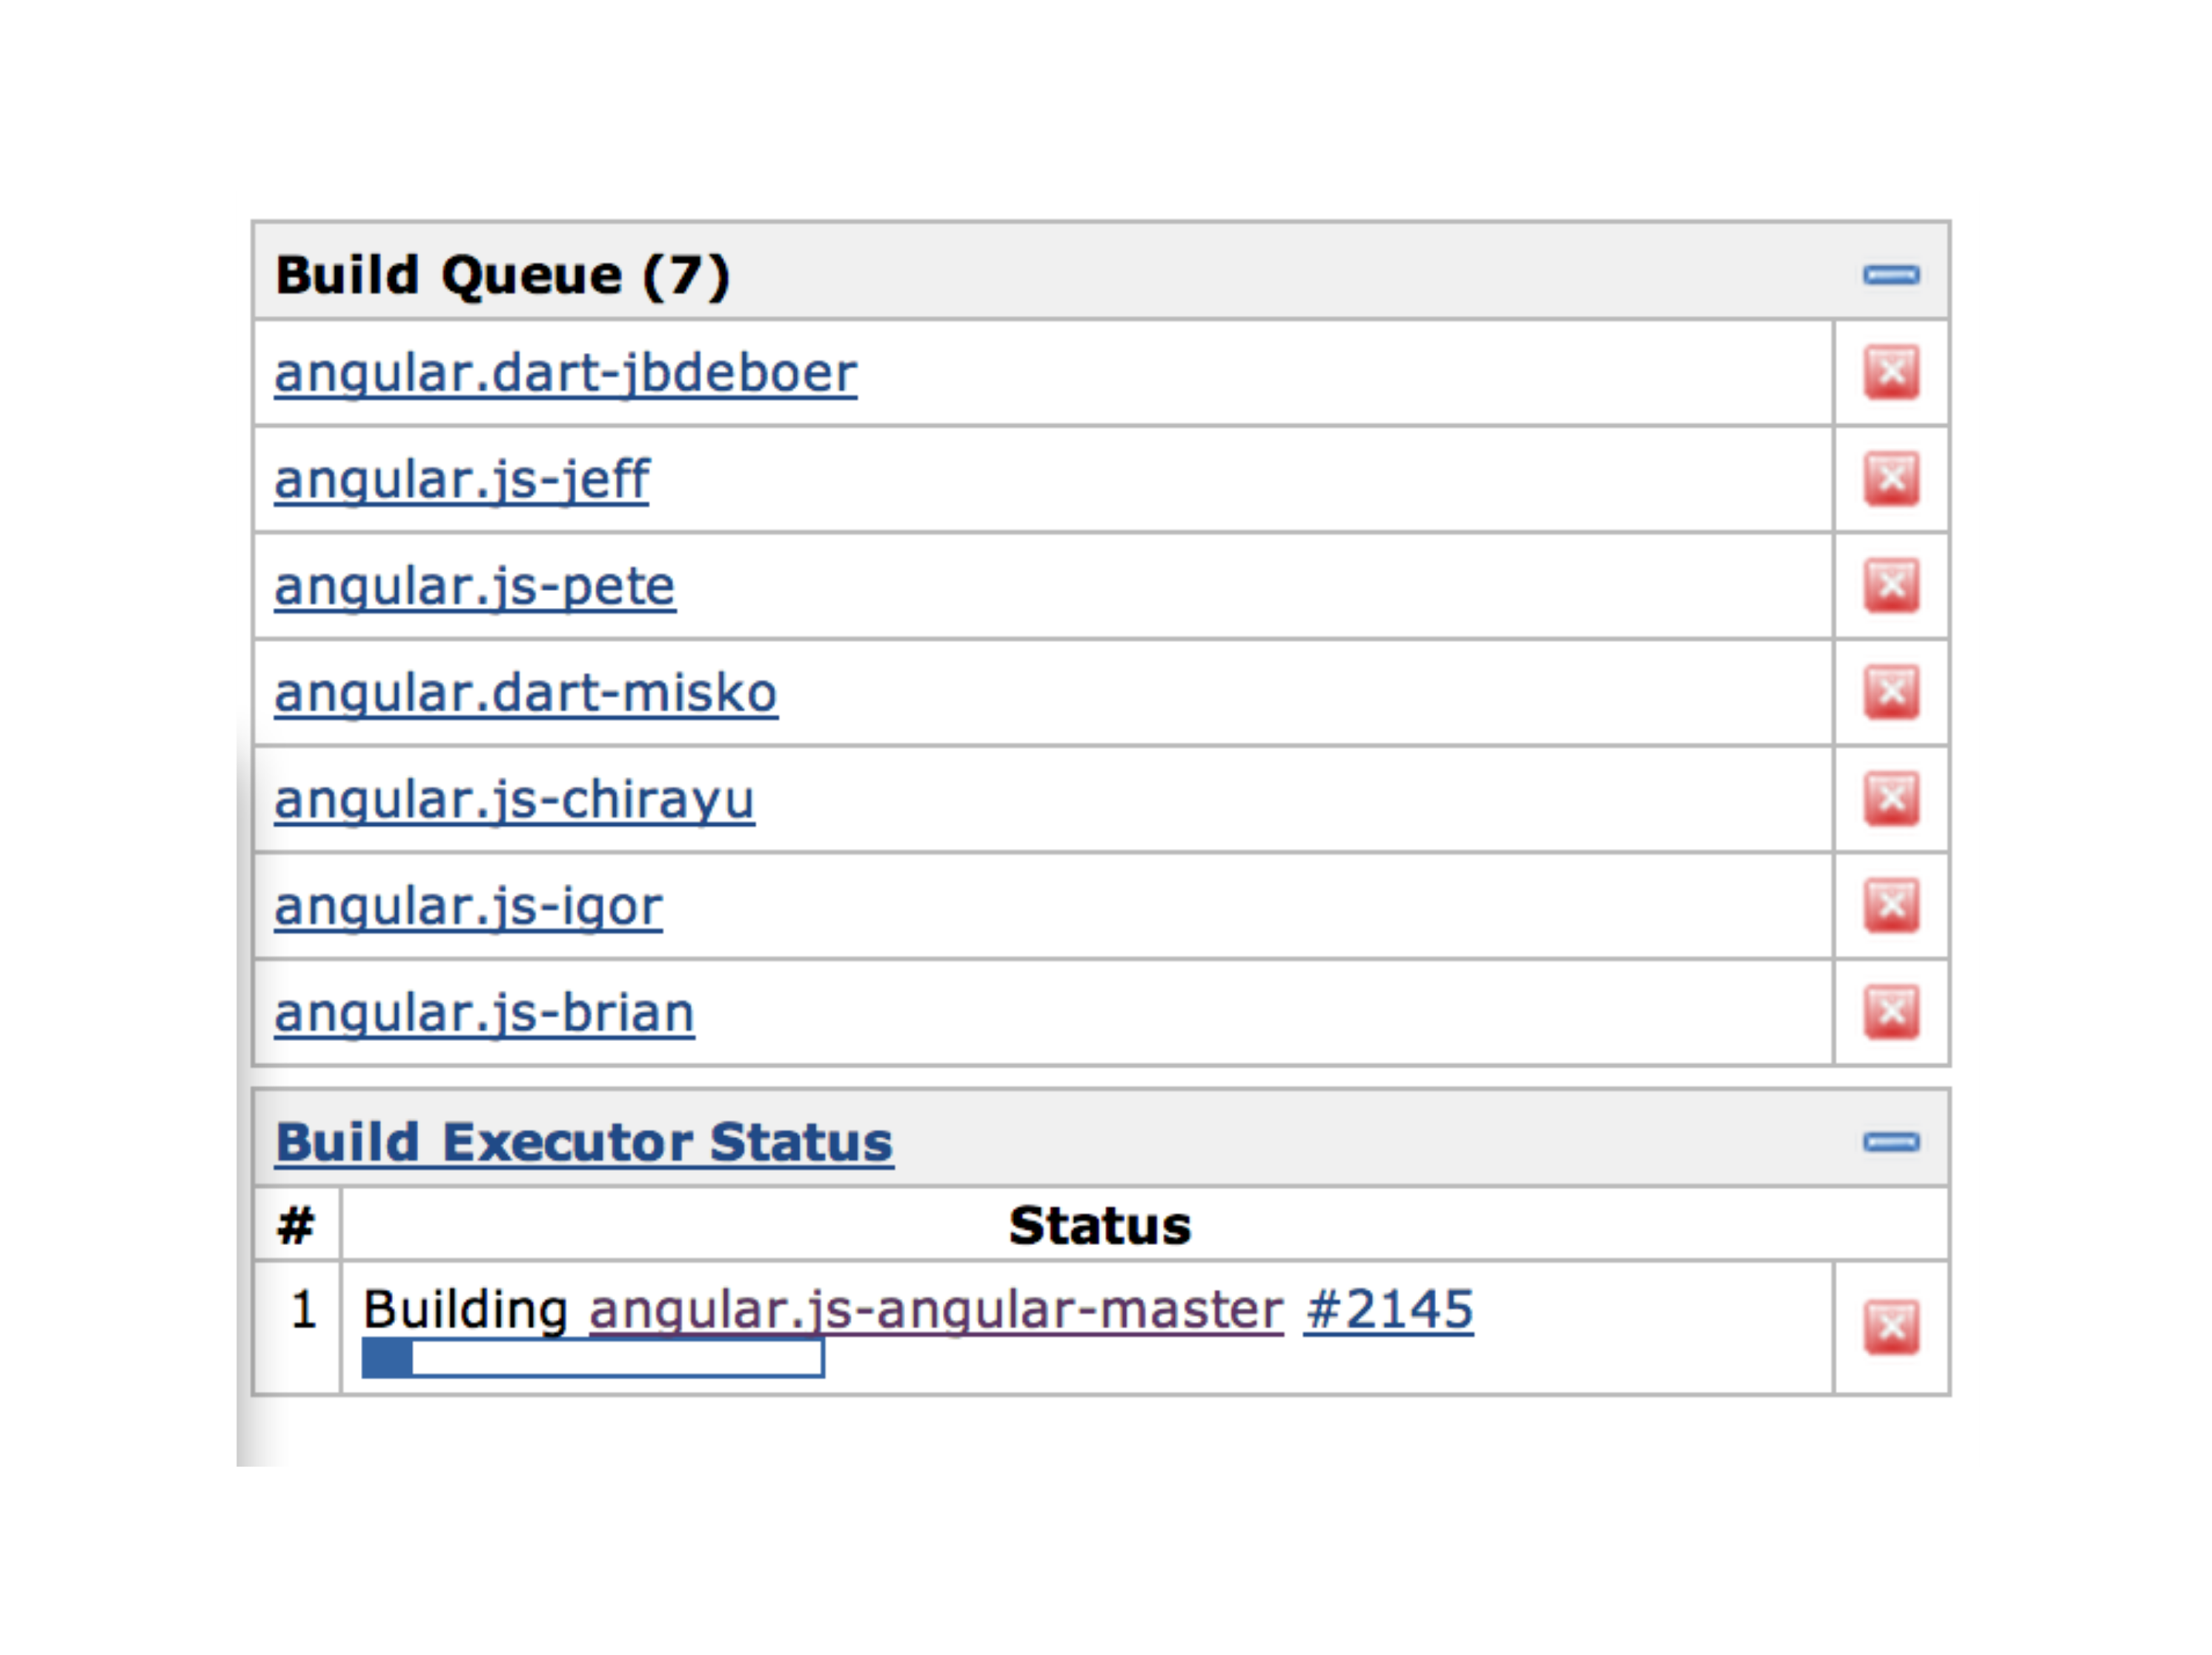 Build Queue (7)
angular.dart-jbdeboer
angular.js-jeff
angular.js-pete
angular.dart-misko
angular.js-chirayu
angular.js-igor
angular.js-brian
Build Executor Status
# Status
1 Building angular.js-angular-master #2145